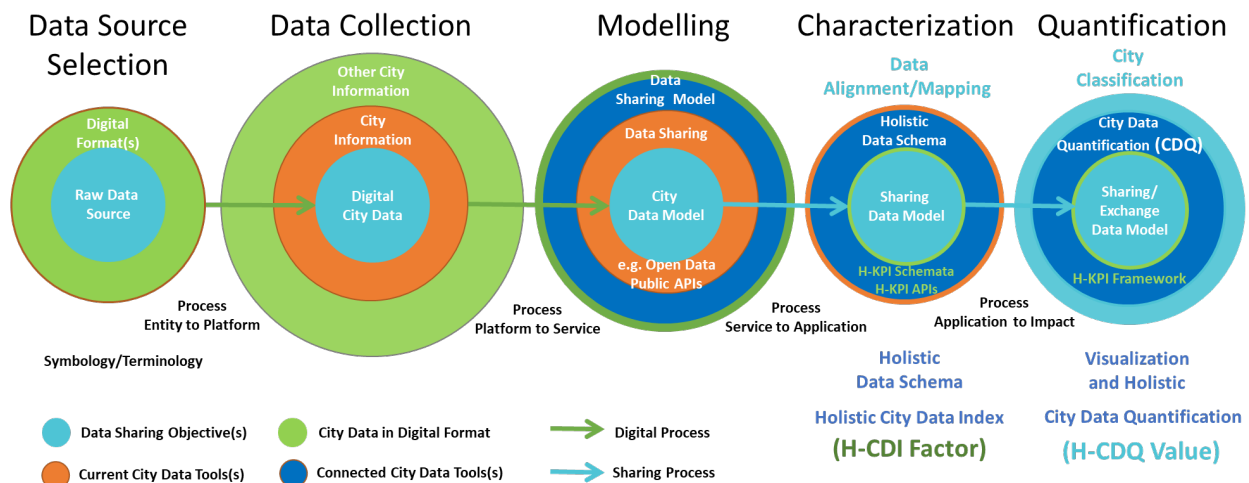 Data Source
Selection
Data Collection
Modelling
Characterization
Quantification
Digital
Format(s)
Raw Data
Source
Other City
Information
City
Information
Digital
City Data
Data
Sharing Model
Data Sharing
City
Data Model
e.g. Open Data
Public APIs
Data
Alignment/Mapping
Holistic
Data Schema
Sharing
Data Model
H-KPI Schemata
H-KPI APIs
City
Classification
City Data
Quantification (CDQ)
Sharing/
Exchange
Data Model
H-KPI Framework
Process
Entity to Platform
Process
Platform to Service
Process
Service to Application
Process
Application to Impact
Symbology/Terminology
Holistic
Data Schema
Holistic City Data Index
(H-CDI Factor)
Visualization
and Holistic
City Data Quantification
(H-CDQ Value)
Data Sharing Objective(s)
City Data in Digital Format
Digital Process
Current City Data Tools(s)
Connected City Data Tools(s)
Sharing Process